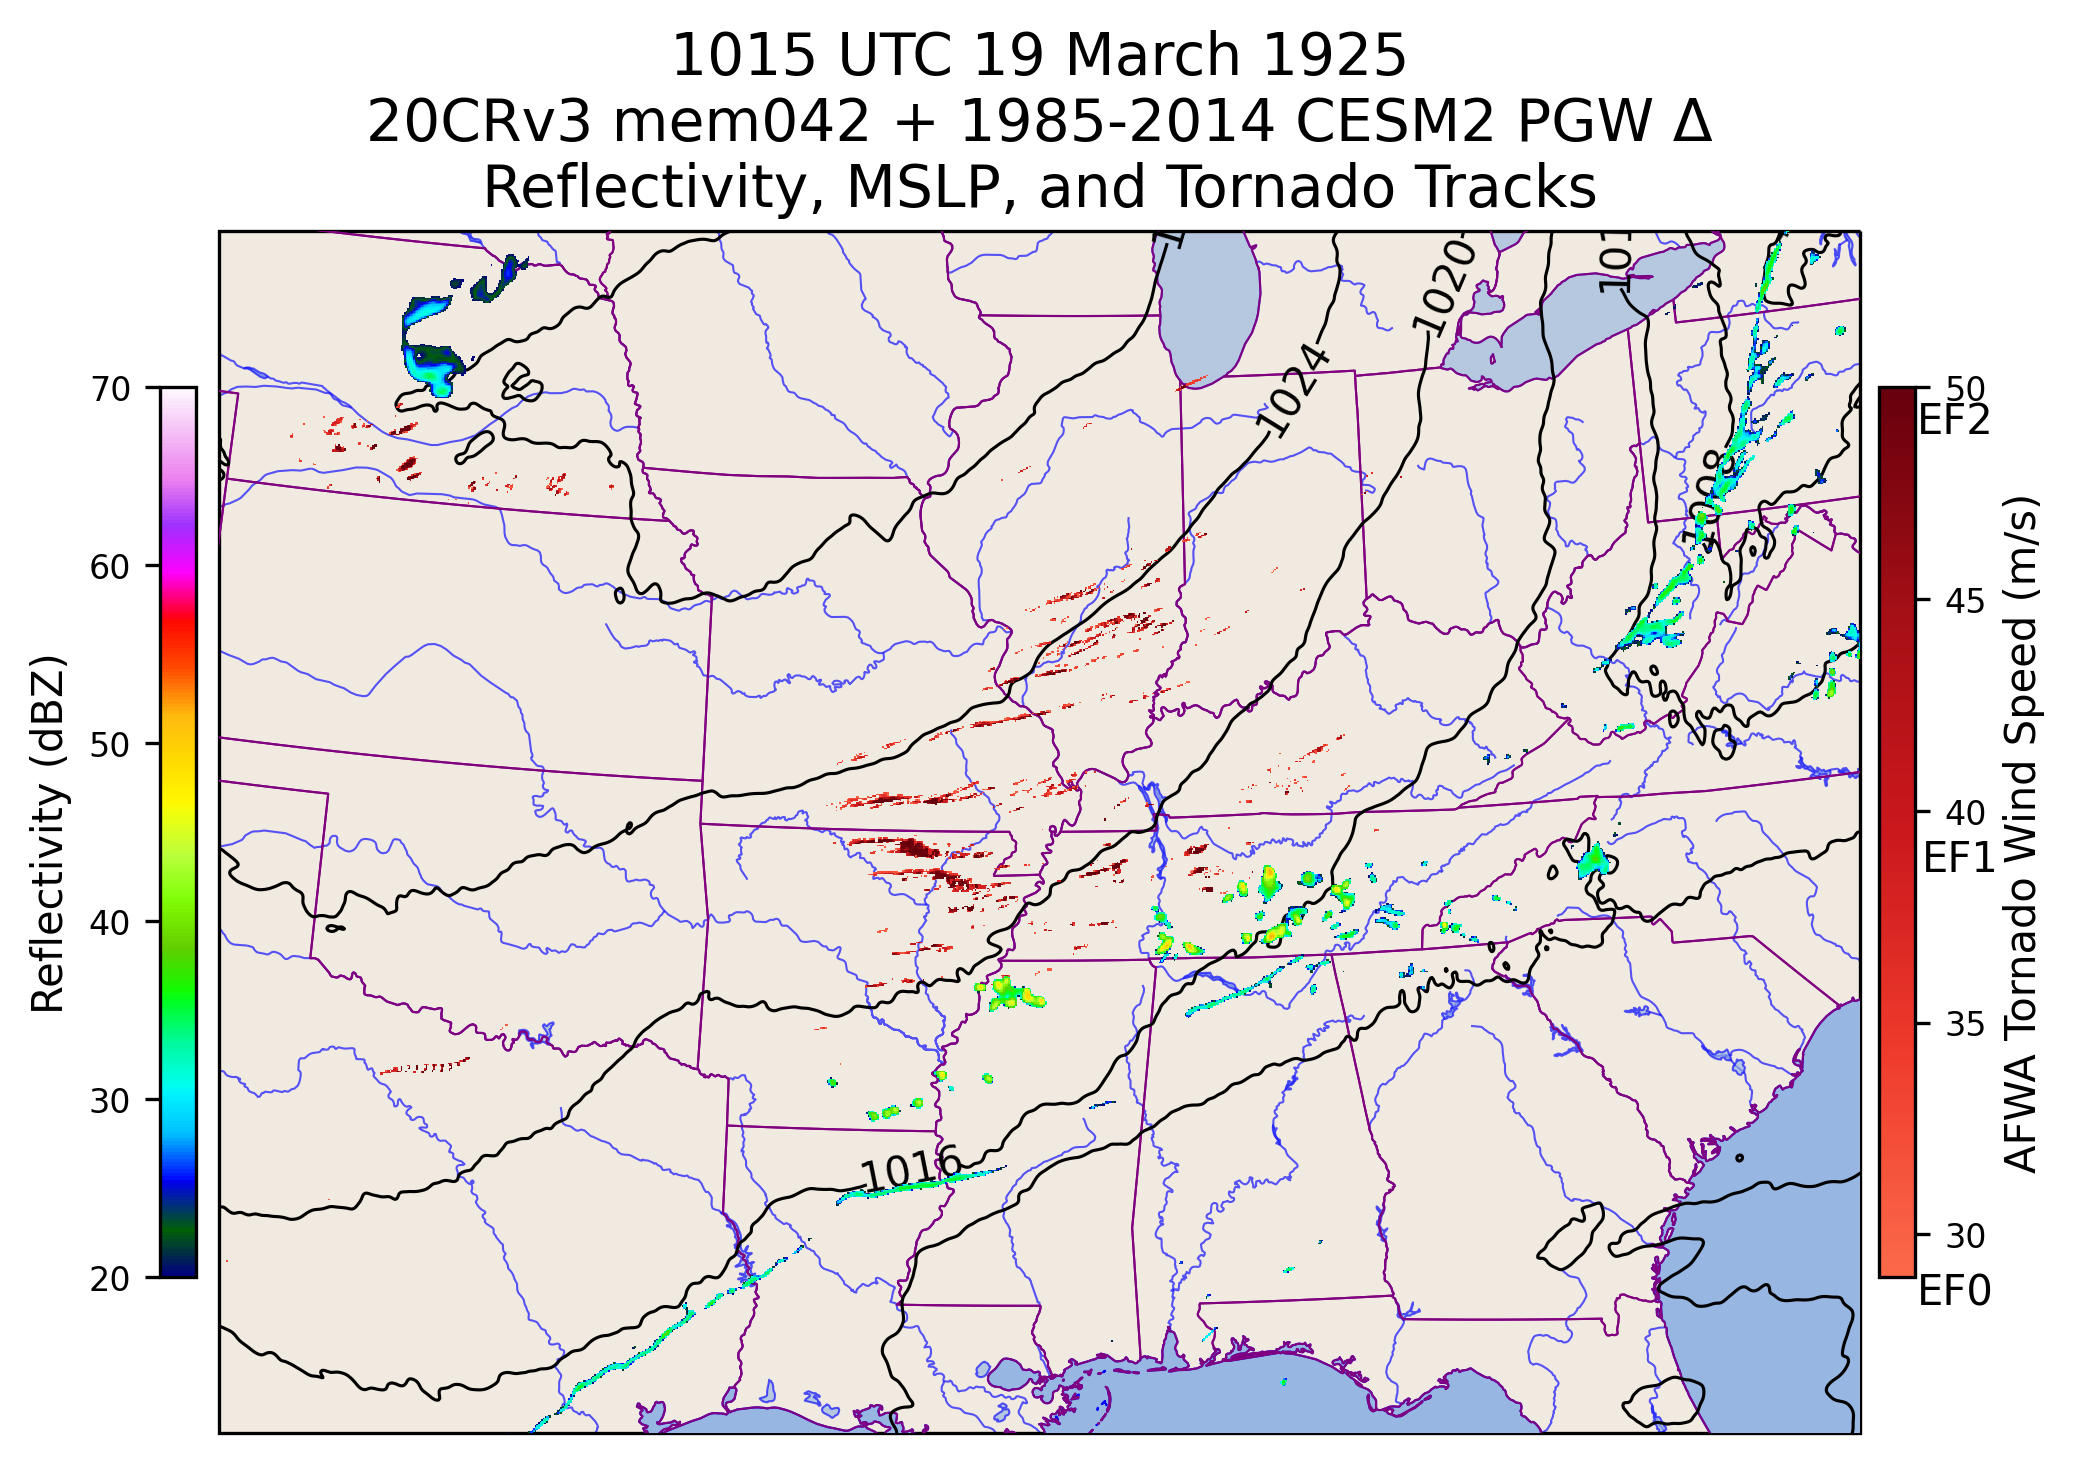 1015 UTC 19 March 1925
20CRv3 mem042 + 1985-2014 CESM2 PGW Δ
Reflectivity, MSLP, and Tornado Tracks
1020
1024
1008
1016
70
60
50
40
30
20
Reflectivity (dBZ)
50
EF2
45
40
EF1
35
30
EF0
AFWA Tornado Wind Speed (m/s)